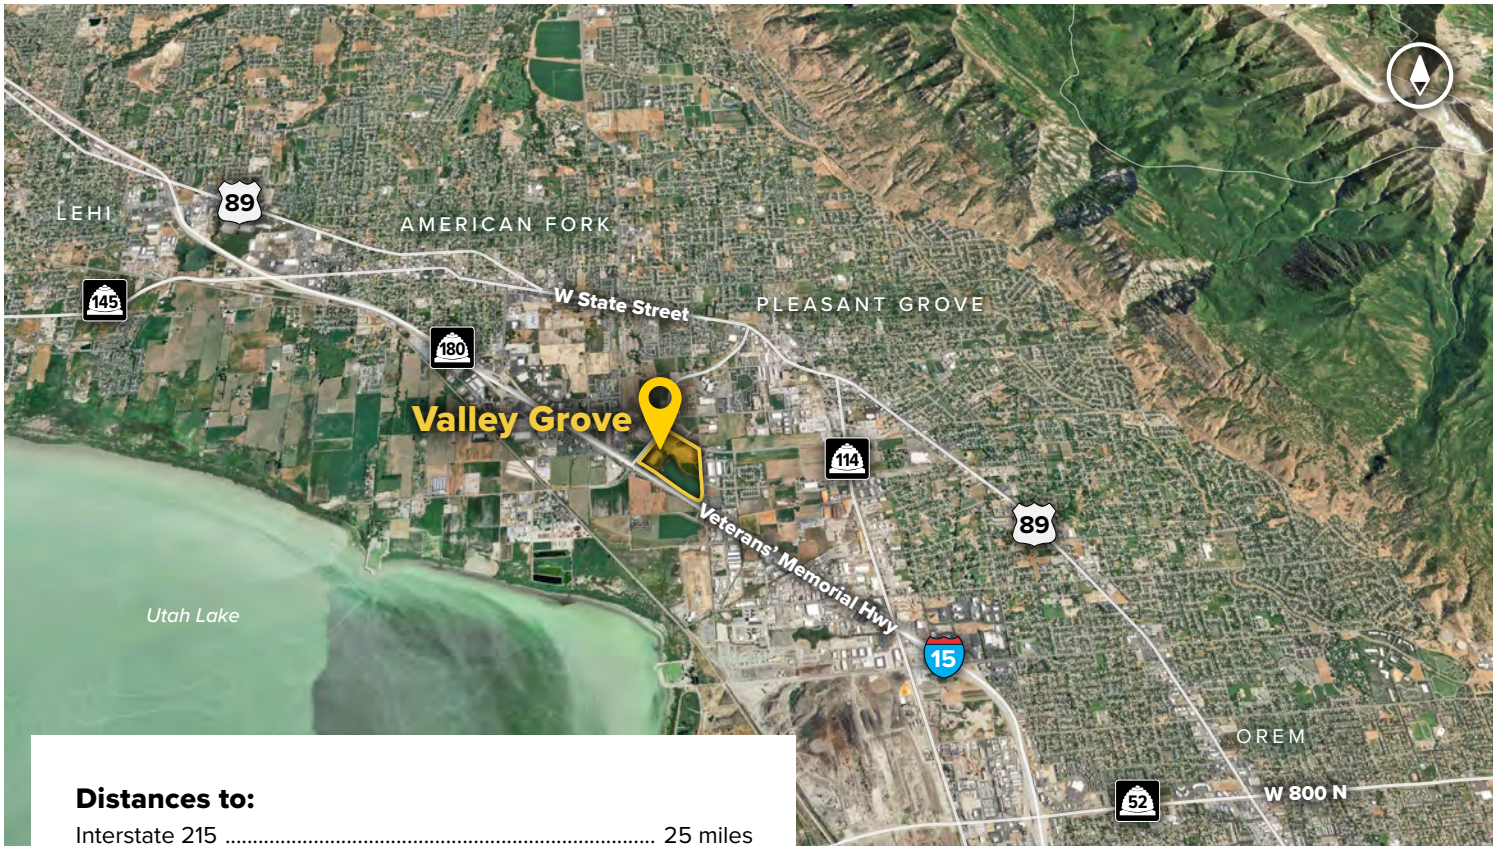 89
LEHI
AMERICAN FORK
145
W State Street
PLEASANT GROVE
180
Valley Grove
114
89
Veterans' Memorial Hwy
Utah Lake
15
OREM
52
W 800 N
Distances to:
Interstate 215 ................................................................................ 25 miles